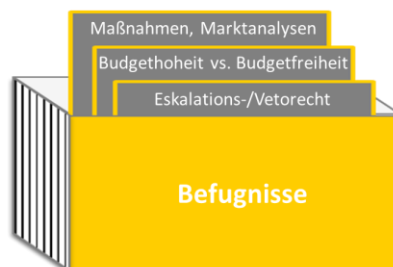 Maßnahmen, Marktanalysen
Budgethoheit vs. Budgetfreiheit
Eskalations-/Vetorecht
Befugnisse